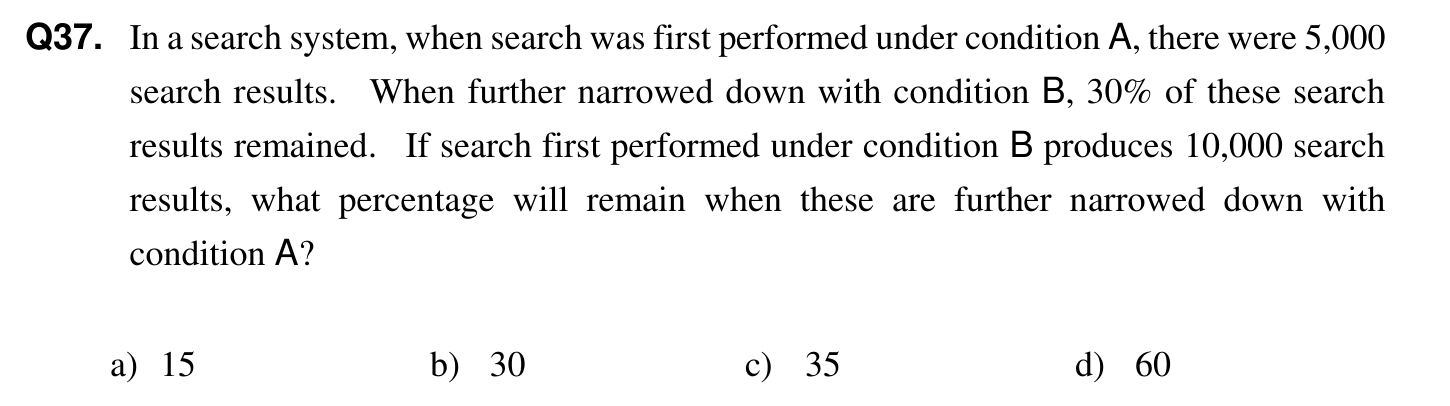 Q37. In a search system, when search was first performed under condition A, there were 5,000
search results. When further narrowed down with condition B, 30% of these search
results remained. If search first performed under condition B produces 10,000 search
results, what percentage will remain when these are further narrowed down with
condition A?
a) 15 b) 30 c) 35 d) 60